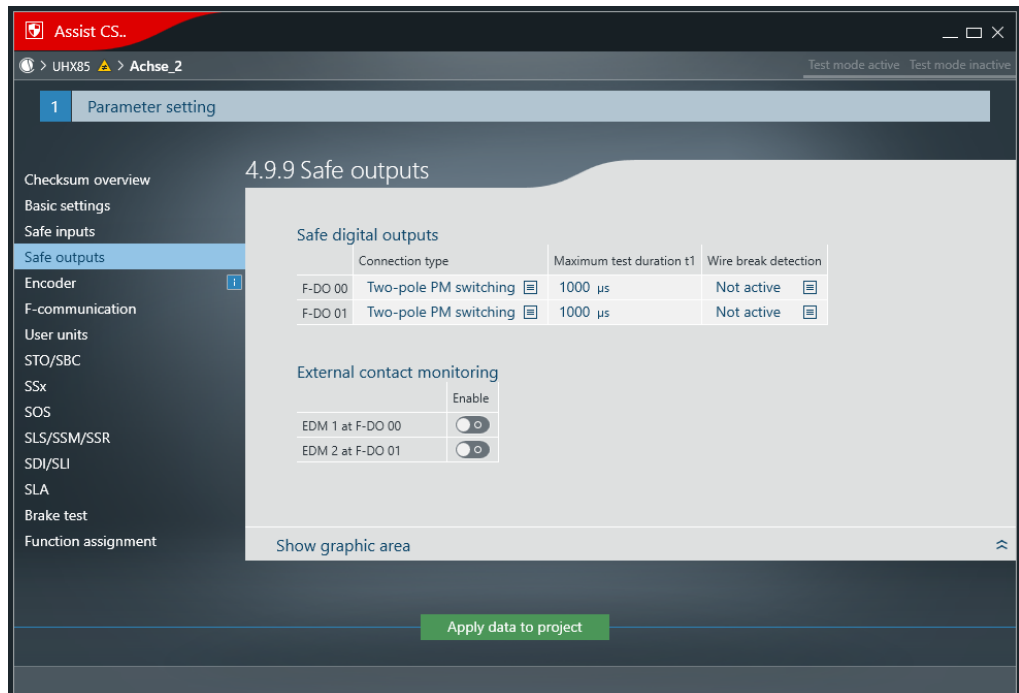 Assist CS..
> UHX85 > Achse_2
Test mode active Test mode inactive
1 Parameter setting
4.9.9 Safe outputs
Checksum overview
Basic settings
Safe inputs
Safe outputs
Encoder i
F-communication
User units
STO/SBC
SSx
SOS
SLS/SSM/SSR
SDI/SLI
SLA
Brake test
Function assignment
Safe digital outputs
Connection type Maximum test duration t1 Wire break detection
F-DO 00 Two-pole PM switching 1000 µs Not active
F-DO 01 Two-pole PM switching 1000 µs Not active
External contact monitoring
Enable
EDM 1 at F-DO 00
EDM 2 at F-DO 01
Show graphic area
Apply data to project